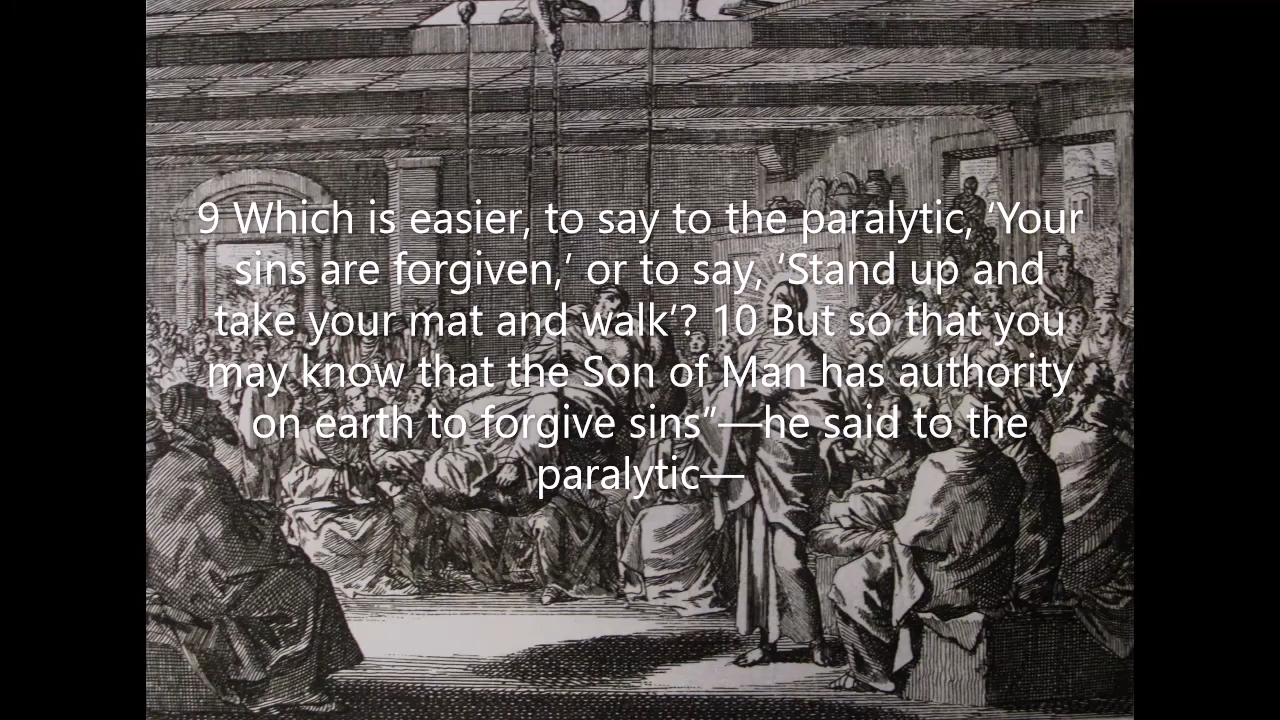 9 Which is easier, to say to the paralytic, ‘Your
sins are forgiven,’ or to say, ‘Stand up and
take your mat and walk’? 10 But so that you
may know that the Son of Man has authority
on earth to forgive sins”—he said to the
paralytic—